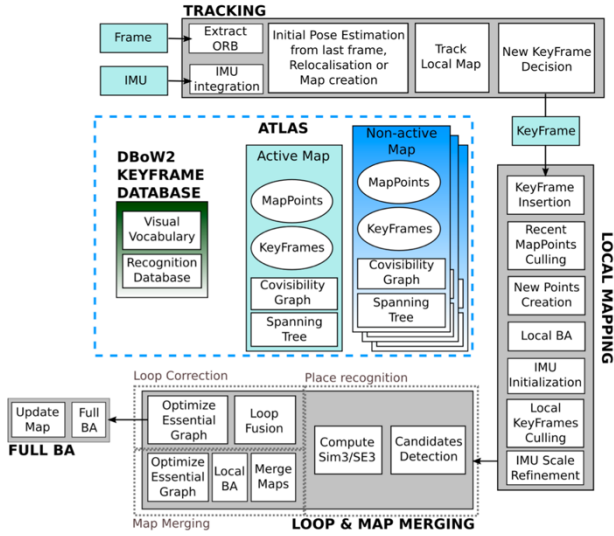 TRACKING
Frame
IMU
Extract
ORB
IMU
integration
Initial Pose Estimation
from last frame,
Relocalisation or
Map creation
Track
Local Map
New KeyFrame
Decision
KeyFrame
ATLAS
DBoW2
KEYFRAME
DATABASE
Visual
Vocabulary
Recognition
Database
Active Map
MapPoints
KeyFrames
Covisibility
Graph
Spanning
Tree
Non-active
Map
MapPoints
KeyFrames
Covisibility
Graph
Spanning
Tree
LOCAL MAPPING
KeyFrame
Insertion
Recent
MapPoints
Culling
New Points
Creation
Local BA
IMU
Initialization
Local
KeyFrames
Culling
IMU Scale
Refinement
Loop Correction
Place recognition
Optimize
Essential
Graph
Loop
Fusion
Compute
Sim3/SE3
Candidates
Detection
Optimize
Essential
Graph
Local
BA
Merge
Maps
Map Merging
LOOP & MAP MERGING
Update
Map
Full
BA
FULL BA